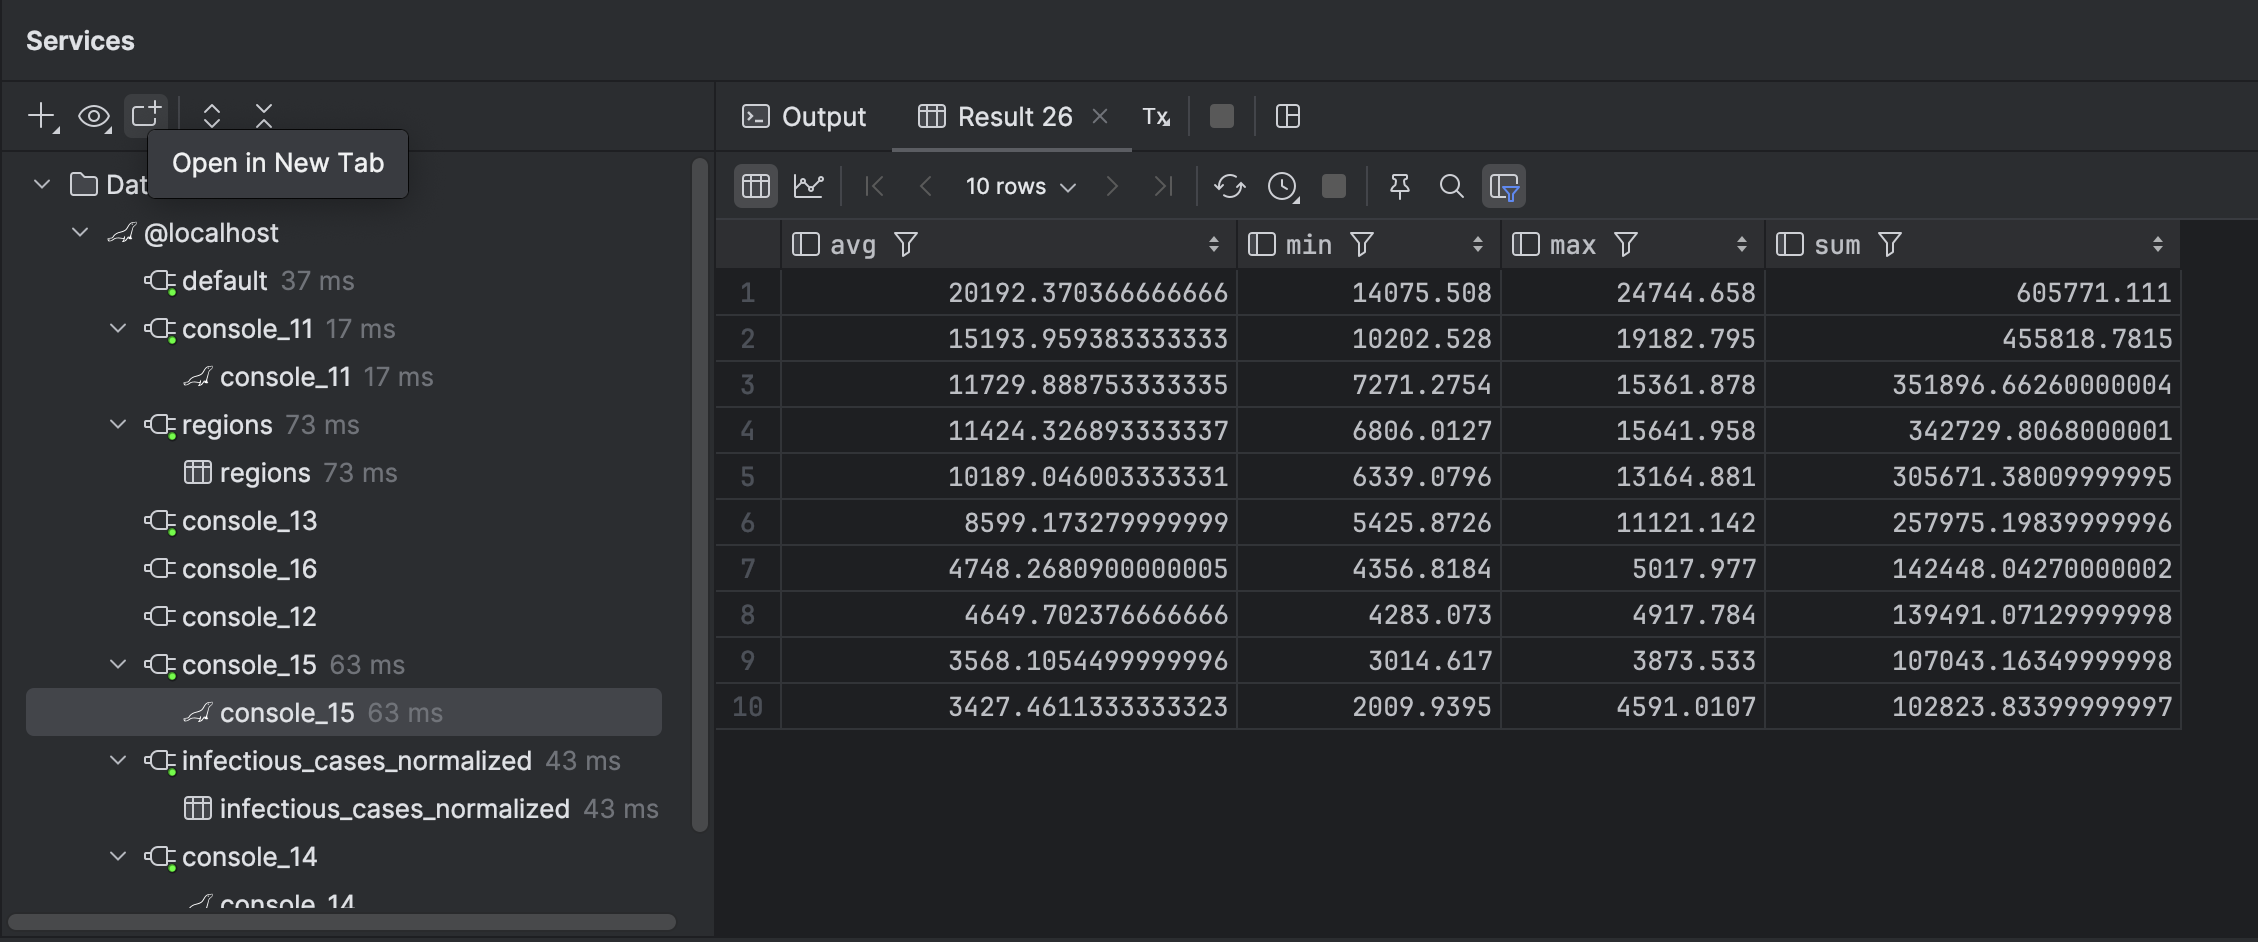 Services
Open in New Tab
Dat
@localhost
default 37 ms
console_11 17 ms
console_11 17 ms
regions 73 ms
regions 73 ms
console_13
console_16
console_12
console_15 63 ms
console_15 63 ms
infectious_cases_normalized 43 ms
infectious_cases_normalized 43 ms
console_14
console_14
Output Result 26 Tx
10 rows
avg min max sum
1 20192.370366666666 14075.508 24744.658 605771.111
2 15193.959383333333 10202.528 19182.795 455818.7815
3 11729.888753333335 7271.2754 15361.878 351896.66260000004
4 11424.326893333337 6806.0127 15641.958 342729.8068000001
5 10189.046003333331 6339.0796 13164.881 305671.38009999995
6 8599.173279999999 5425.8726 11121.142 257975.19839999996
7 4748.2680900000005 4356.8184 5017.977 142448.04270000002
8 4649.702376666666 4283.073 4917.784 139491.07129999998
9 3568.1054499999996 3014.617 3873.533 107043.16349999998
10 3427.4611333333323 2009.9395 4591.0107 102823.83399999997